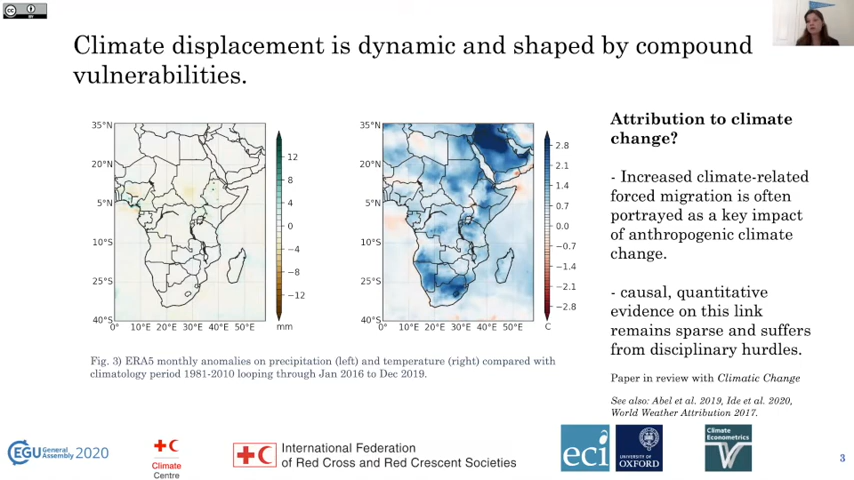 Climate displacement is dynamic and shaped by compound
vulnerabilities.
35°N
20°N
5°N
10°S
25°S
40°S
0° 10°E 20°E 30°E 40°E 50°E
12
8
4
0
−4
−8
−12
mm
35°N
20°N
5°N
10°S
25°S
40°S
0° 10°E 20°E 30°E 40°E 50°E
2.8
2.1
1.4
0.7
0.0
−0.7
−1.4
−2.1
−2.8
C
Fig. 3) ERA5 monthly anomalies on precipitation (left) and temperature (right) compared with
climatology period 1981-2010 looping through Jan 2016 to Dec 2019.
Attribution to climate
change?
- Increased climate-related
forced migration is often
portrayed as a key impact
of anthropogenic climate
change.
- causal, quantitative
evidence on this link
remains sparse and suffers
from disciplinary hurdles.
Paper in review with Climatic Change
See also: Abel et al. 2019, Ide et al. 2020,
World Weather Attribution 2017.
EGU General
Assembly 2020
Climate
Centre
International Federation
of Red Cross and Red Crescent Societies
eci
UNIVERSITY OF
OXFORD
Climate
Econometrics
3
cc
BY